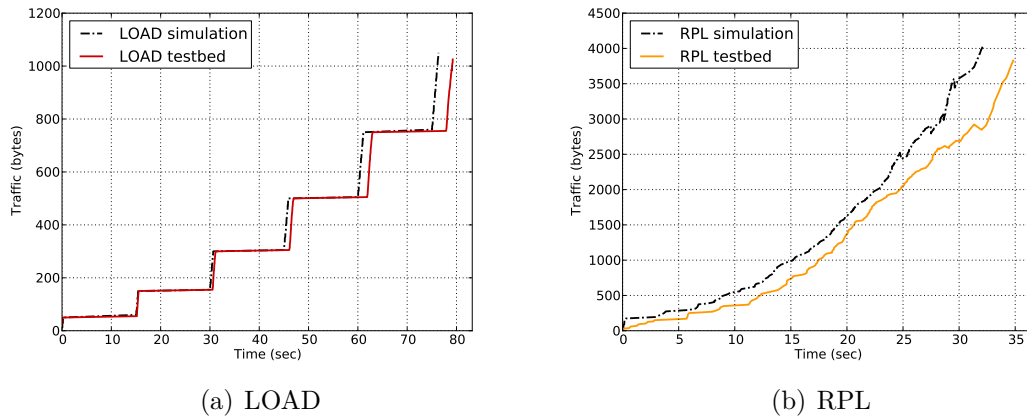 1200
1000
800
600
400
200
0
Traffic (bytes)
LOAD simulation
LOAD testbed
0 10 20 30 40 50 60 70 80
Time (sec)
(a) LOAD
4500
4000
3500
3000
2500
2000
1500
1000
500
0
Traffic (bytes)
RPL simulation
RPL testbed
0 5 10 15 20 25 30 35
Time (sec)
(b) RPL